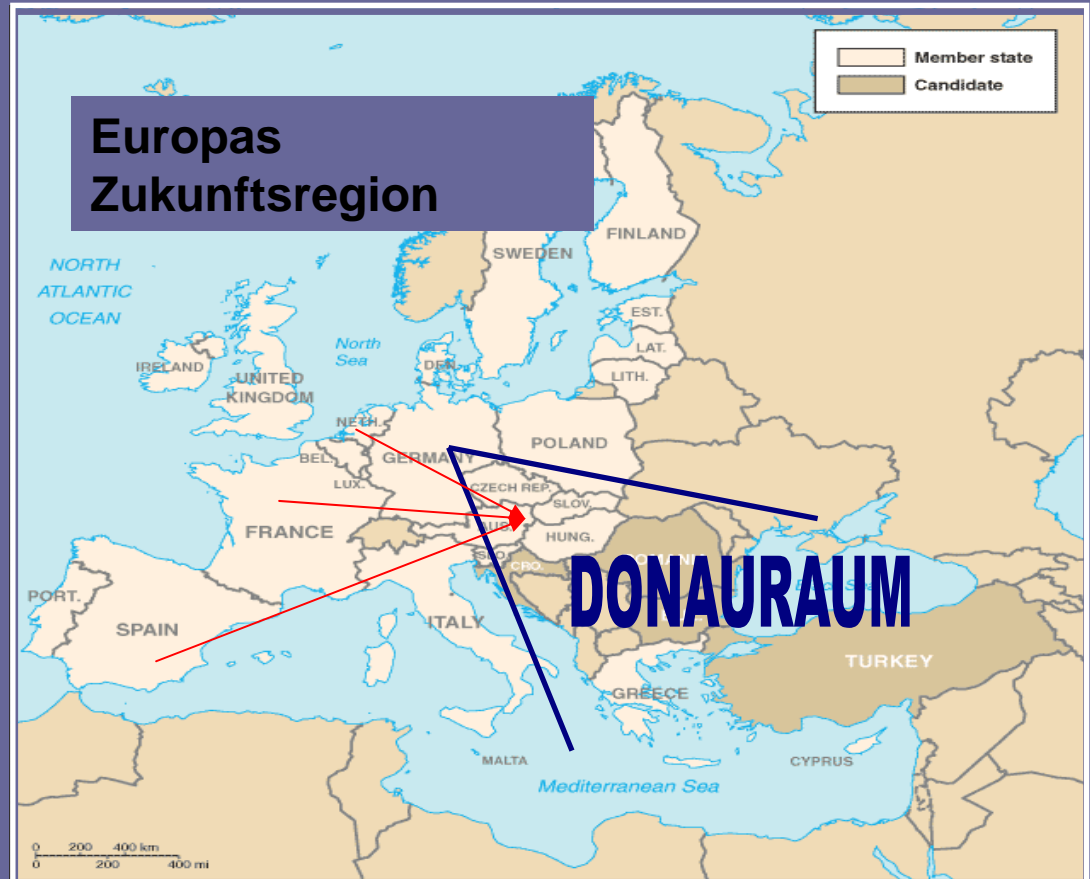 Member state
Candidate
Europas
Zukunftsregion
NORTH
ATLANTIC
OCEAN
SWEDEN
FINLAND
EST.
LAT.
LITH.
North
Sea
DEN.
IRELAND
UNITED
KINGDOM
NETH.
BEL.
LUX.
GERMANY
POLAND
CZECH REP.
SLOV.
AUS.
HUNG.
FRANCE
SLO.
CRO.
DONAURAUM
PORT.
SPAIN
ITALY
TURKEY
GREECE
MALTA
CYPRUS
Mediterranean Sea
0 200 400 km
0 200 400 mi